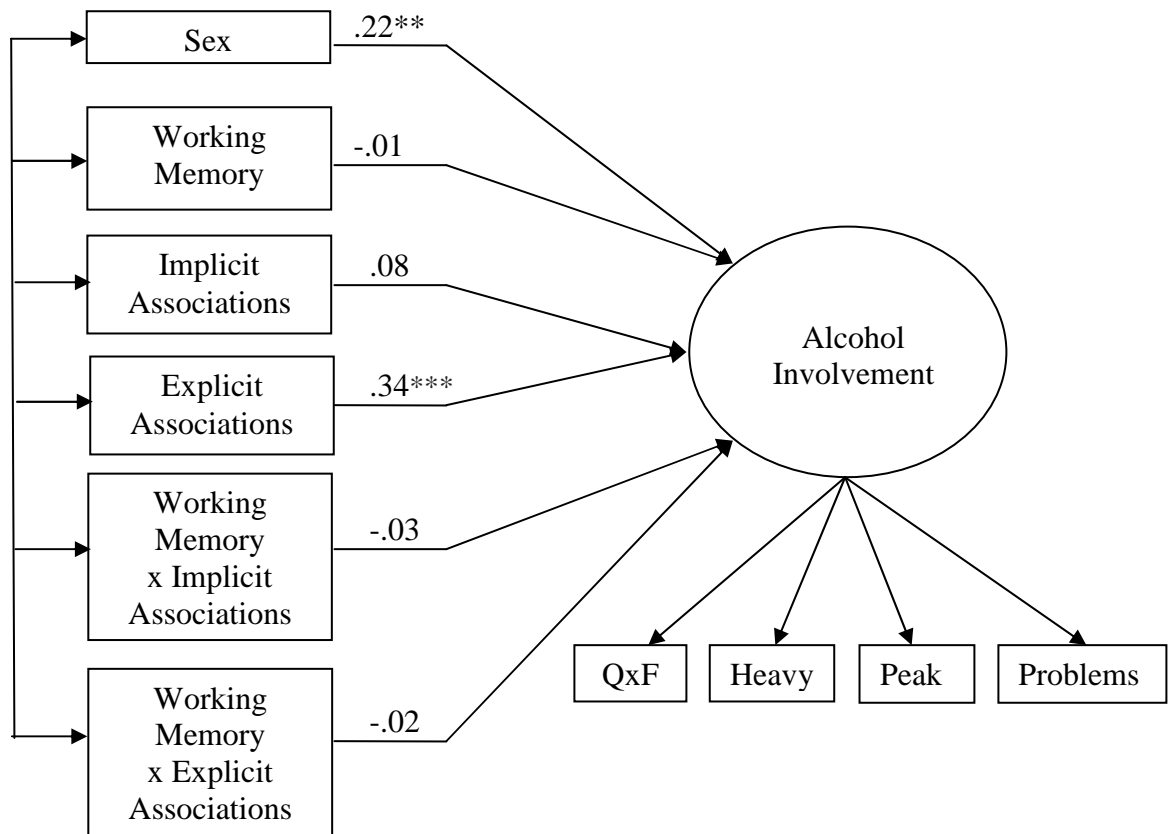 Sex
.22**
Working
Memory
-.01
Implicit
Associations
.08
Explicit
Associations
.34***
Working
Memory
x Implicit
Associations
-.03
Working
Memory
x Explicit
Associations
-.02
Alcohol
Involvement
QxF
Heavy
Peak
Problems